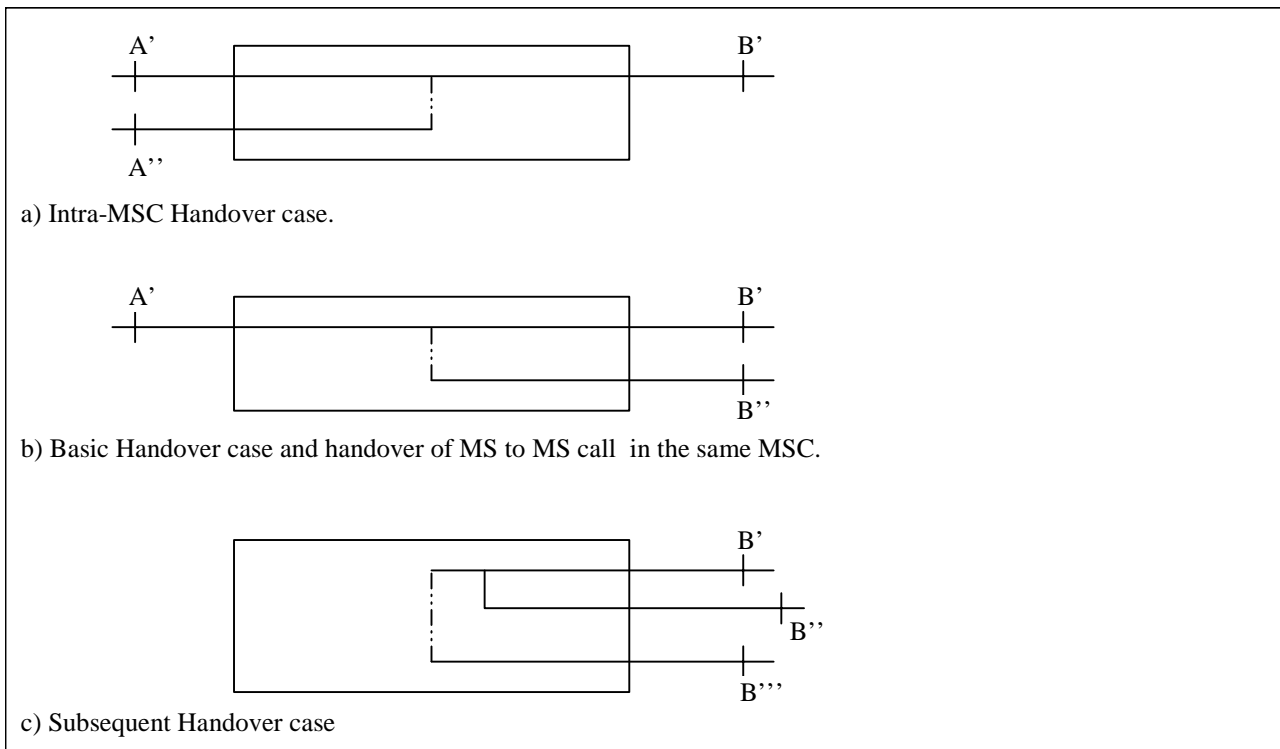 A’ B’
A’’
a) Intra-MSC Handover case.
A’ B’
B’’
b) Basic Handover case and handover of MS to MS call in the same MSC.
B’
B’’
B’’’
c) Subsequent Handover case